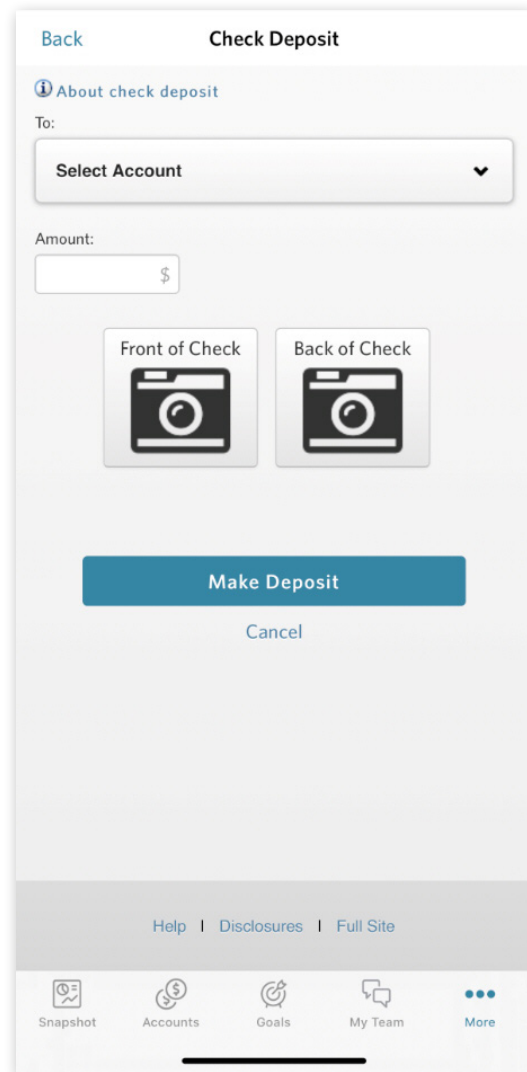 Back Check Deposit
About check deposit
To:
Select Account
Amount:
$
Front of Check Back of Check
Make Deposit
Cancel
Help | Disclosures | Full Site
Snapshot Accounts Goals My Team More